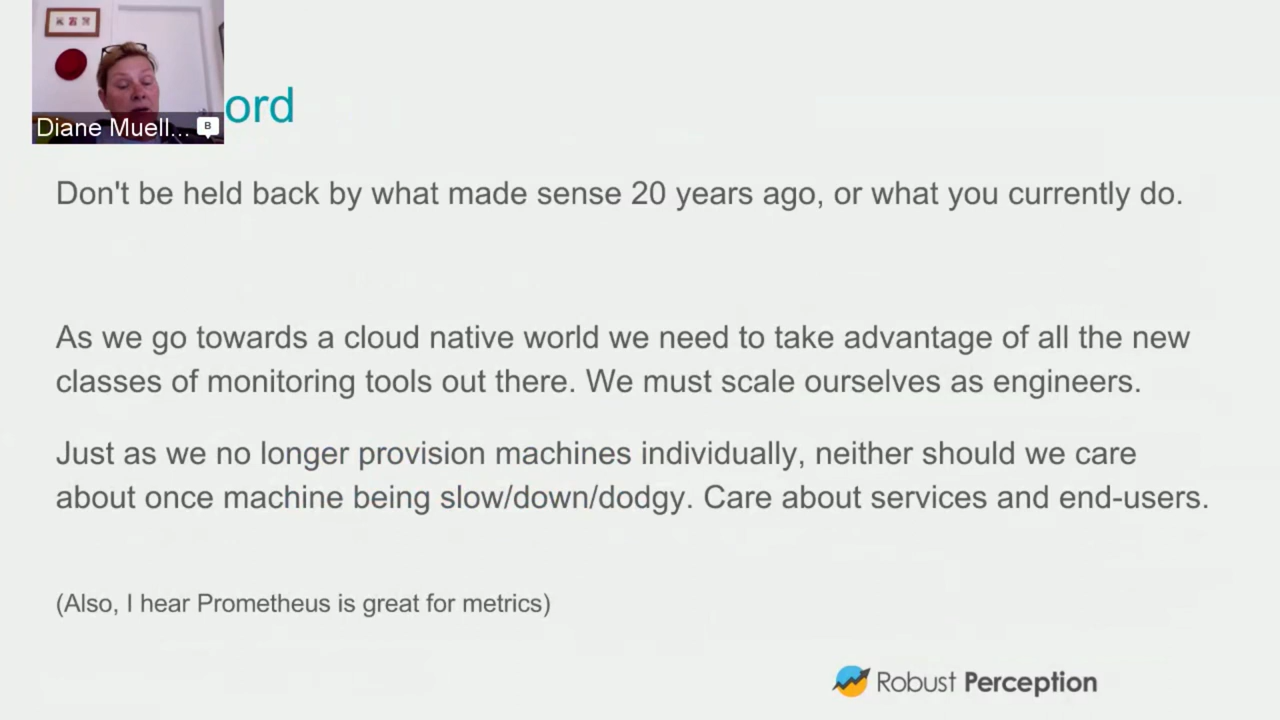 Diane Muell...
B
ord
Don't be held back by what made sense 20 years ago, or what you currently do.
As we go towards a cloud native world we need to take advantage of all the new
classes of monitoring tools out there. We must scale ourselves as engineers.
Just as we no longer provision machines individually, neither should we care
about once machine being slow/down/dodgy. Care about services and end-users.
(Also, I hear Prometheus is great for metrics)
Robust Perception